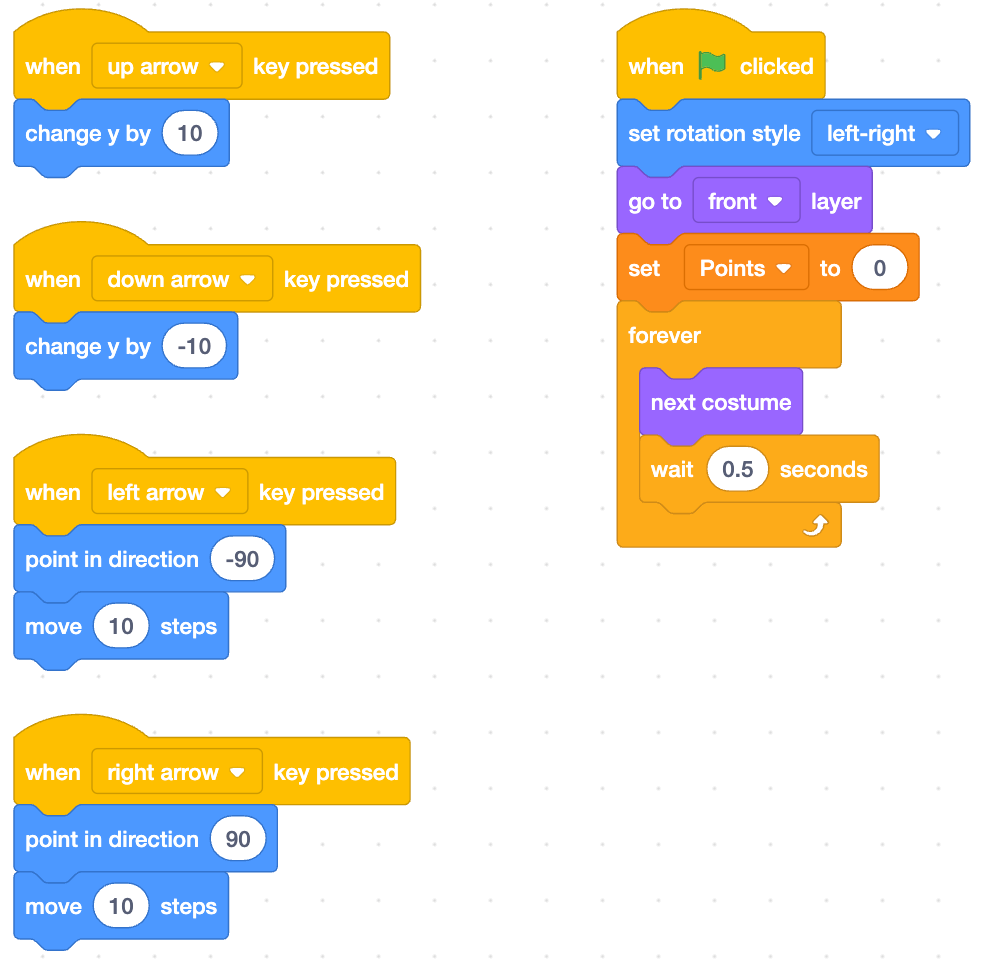 when up arrow key pressed
change y by 10
when down arrow key pressed
change y by -10
when left arrow key pressed
point in direction -90
move 10 steps
when right arrow key pressed
point in direction 90
move 10 steps
when clicked
set rotation style left-right
go to front layer
set Points to 0
forever
next costume
wait 0.5 seconds